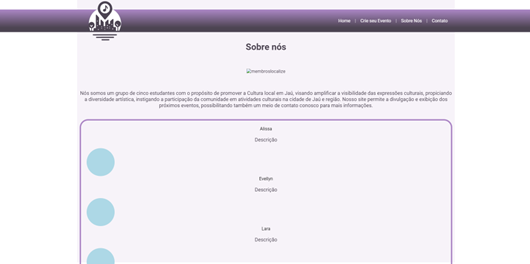 Home | Crie seu Evento | Sobre Nós | Contato
Sobre nós
membroslocalize
Nós somos um grupo de cinco estudantes com o propósito de promover a Cultura local em Jaú, visando amplificar a visibilidade das expressões culturais, propiciando
a diversidade artística, instigando a participação da comunidade em atividades culturais na cidade de Jaú e região. Nosso site permite a divulgação e exibição dos
próximos eventos, possibilitando também um meio de contato conosco para mais informações.
Alissa
Descrição
Evellyn
Descrição
Lara
Descrição